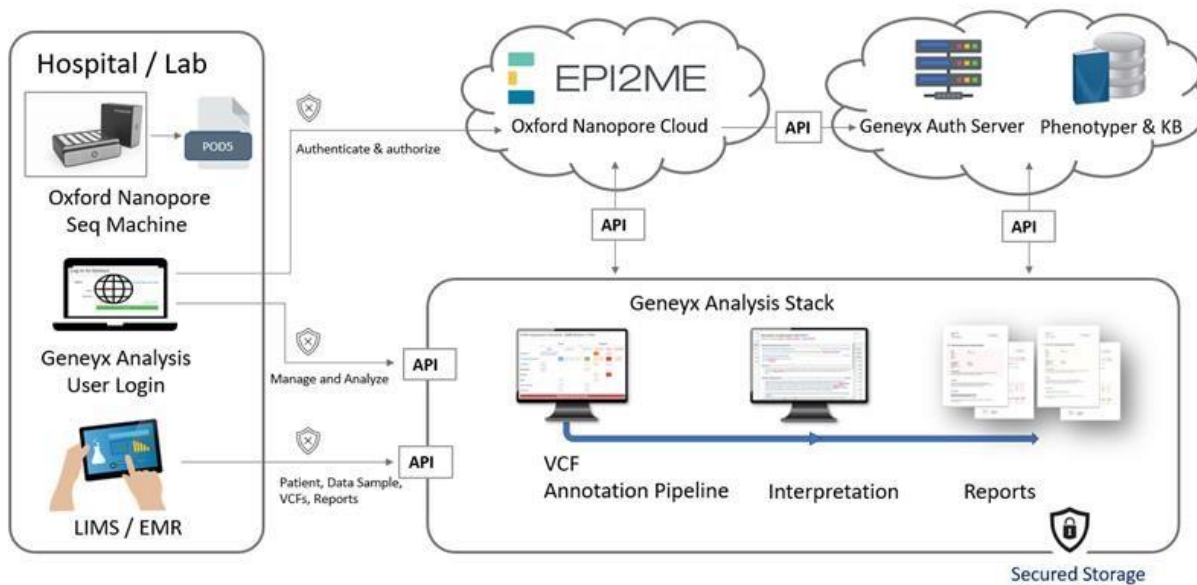 Hospital / Lab
POD5
Oxford Nanopore
Seq Machine
Geneyx Analysis
User Login
LIMS / EMR
Authenticate & authorize
Manage and Analyze
Patient, Data Sample,
VCFs, Reports
EPI2ME
Oxford Nanopore Cloud
API
Geneyx Auth Server
Phenotyper & KB
API
API
API
API
Geneyx Analysis Stack
VCF
Annotation Pipeline
Interpretation
Reports
Secured Storage